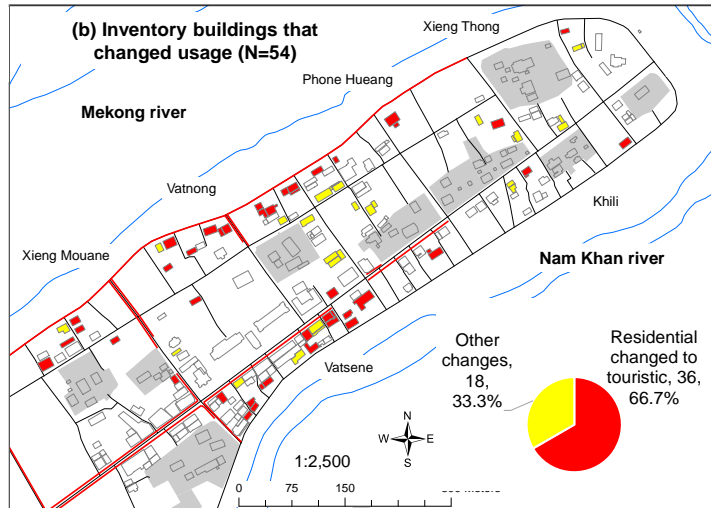 (b) Inventory buildings that
changed usage (N=54)
Xieng Thong
Phone Hueang
Mekong river
Vatnong
Khili
Xieng Mouane
Nam Khan river
Other
changes,
18,
33.3%
Residential
changed to
touristic, 36,
66.7%
Vatsene
N
W E
S
1:2,500
0 75 150